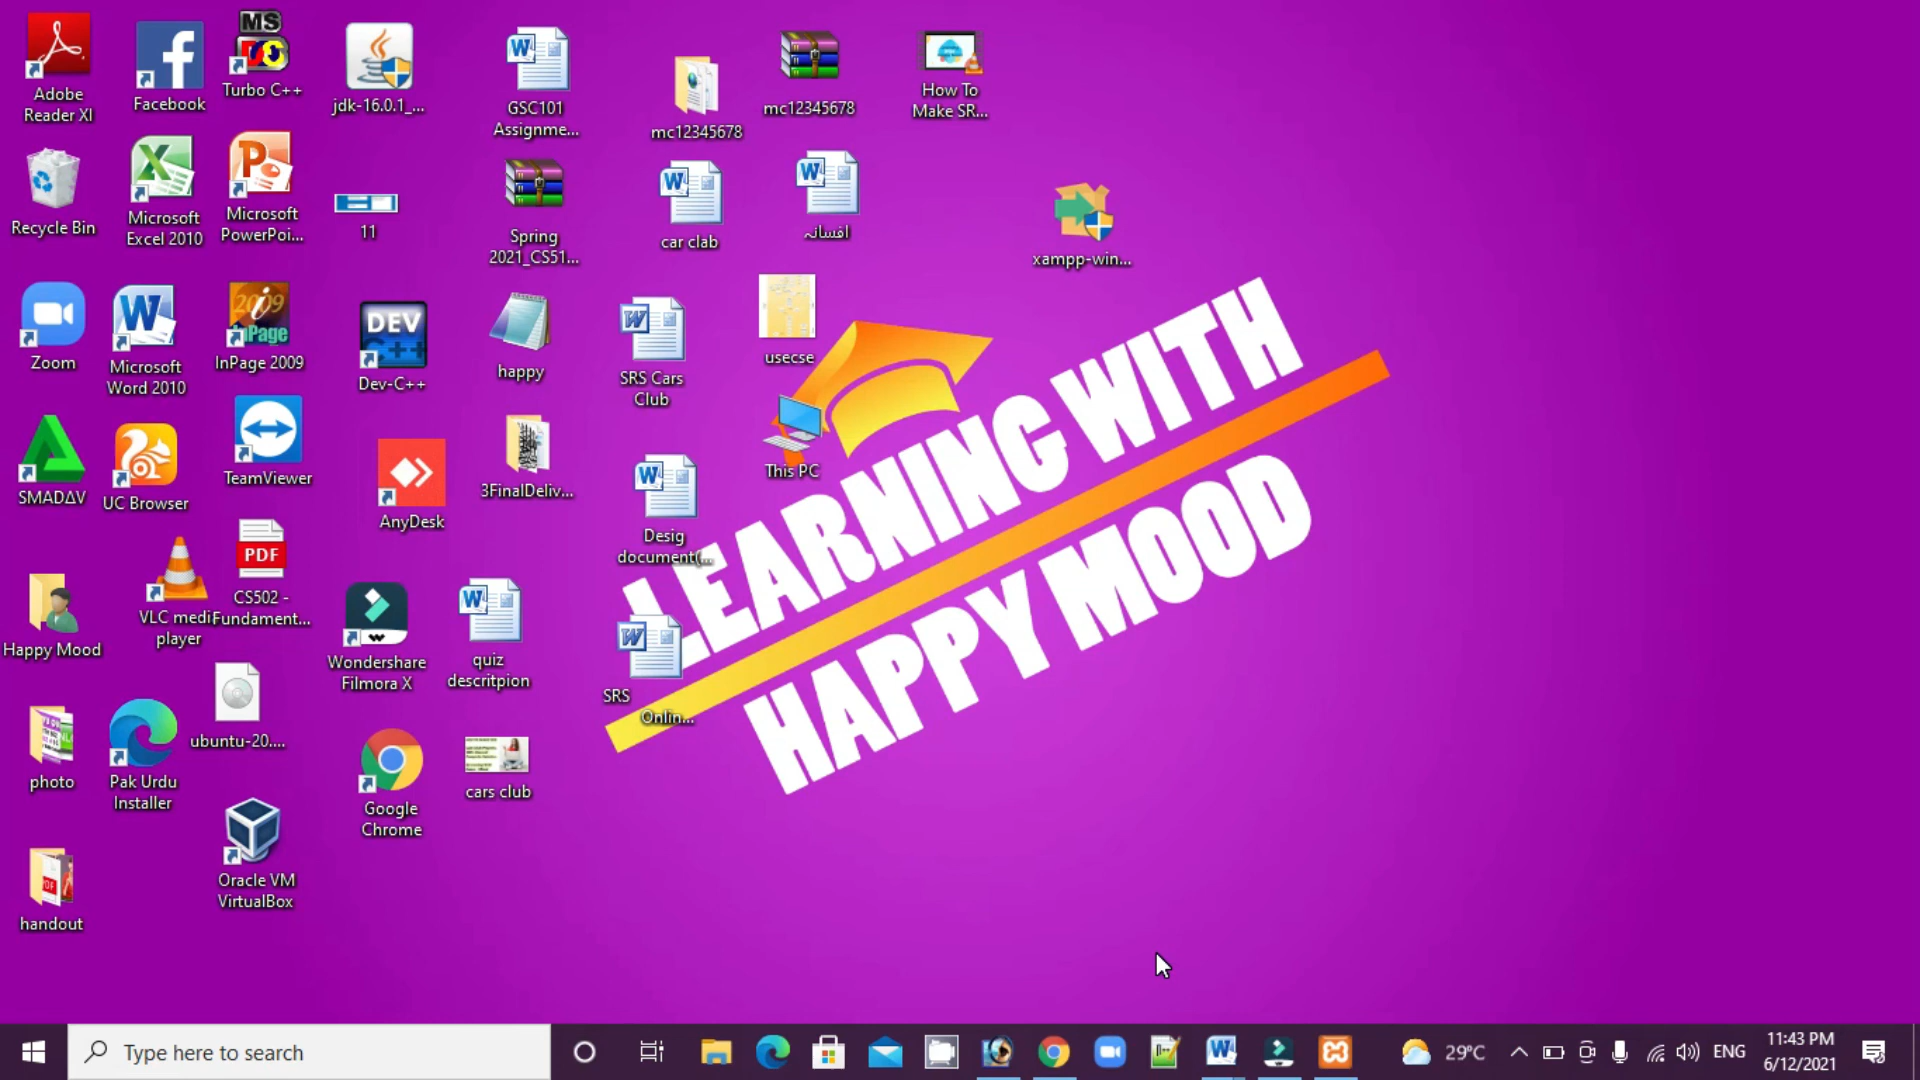 Adobe
Reader XI
Facebook
MS
Turbo C++
jdk-16.0.1_...
GSC101
Assignme...
mc12345678
mc12345678
How To
Make SR...
Recycle Bin
Microsoft
Excel 2010
Microsoft
PowerPoi...
11
Spring
2021_CS51...
car clab
افسانہ
xampp-win...
Zoom
Microsoft
Word 2010
2009
InPage
InPage 2009
DEV
C++
Dev-C++
happy
SRS Cars
Club
usecse
This PC
SMADΔV
UC Browser
TeamViewer
AnyDesk
3FinalDeliv...
Desig
document(...
LEARNING WITH
HAPPY MOOD
Happy Mood
VLC medi
player
PDF
CS502 -
Fundament...
Wondershare
Filmora X
quiz
descritpion
SRS
Onlin...
photo
Pak Urdu
Installer
ubuntu-20....
Google
Chrome
cars club
handout
Oracle VM
VirtualBox
Type here to search
29°C
ENG
11:43 PM
6/12/2021